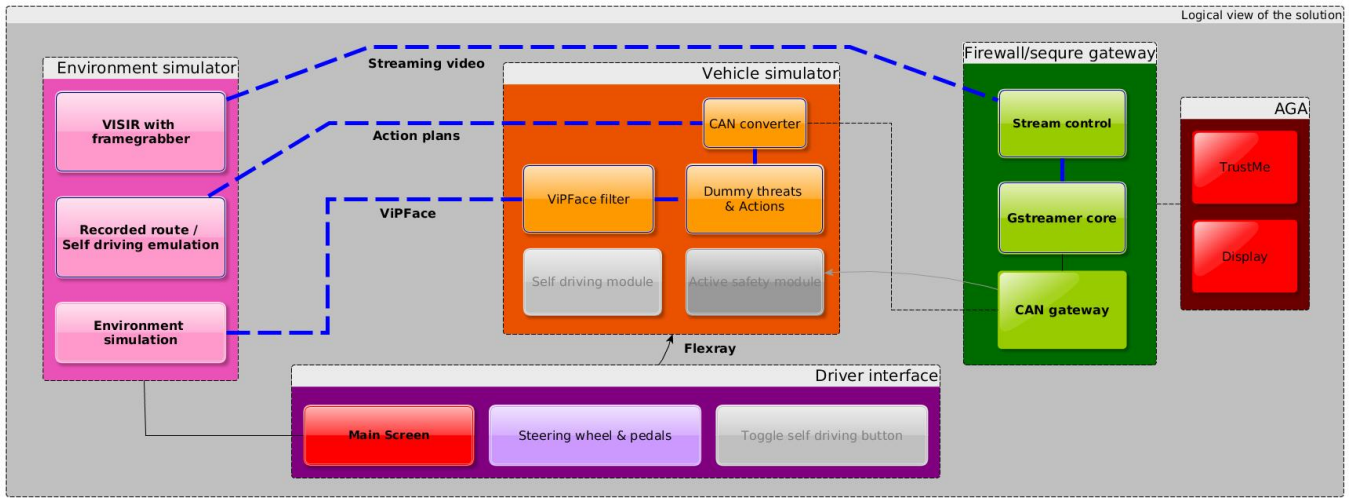 Logical view of the solution
Environment simulator
VISIR with
framegrabber
Recorded route /
Self driving emulation
Environment
simulation
Streaming video
Action plans
ViPFace
Vehicle simulator
CAN converter
ViPFace filter
Dummy threats
& Actions
Self driving module
Active safety module
Flexray
Firewall/sequre gateway
Stream control
Gstreamer core
CAN gateway
AGA
TrustMe
Display
Driver interface
Main Screen
Steering wheel & pedals
Toggle self driving button